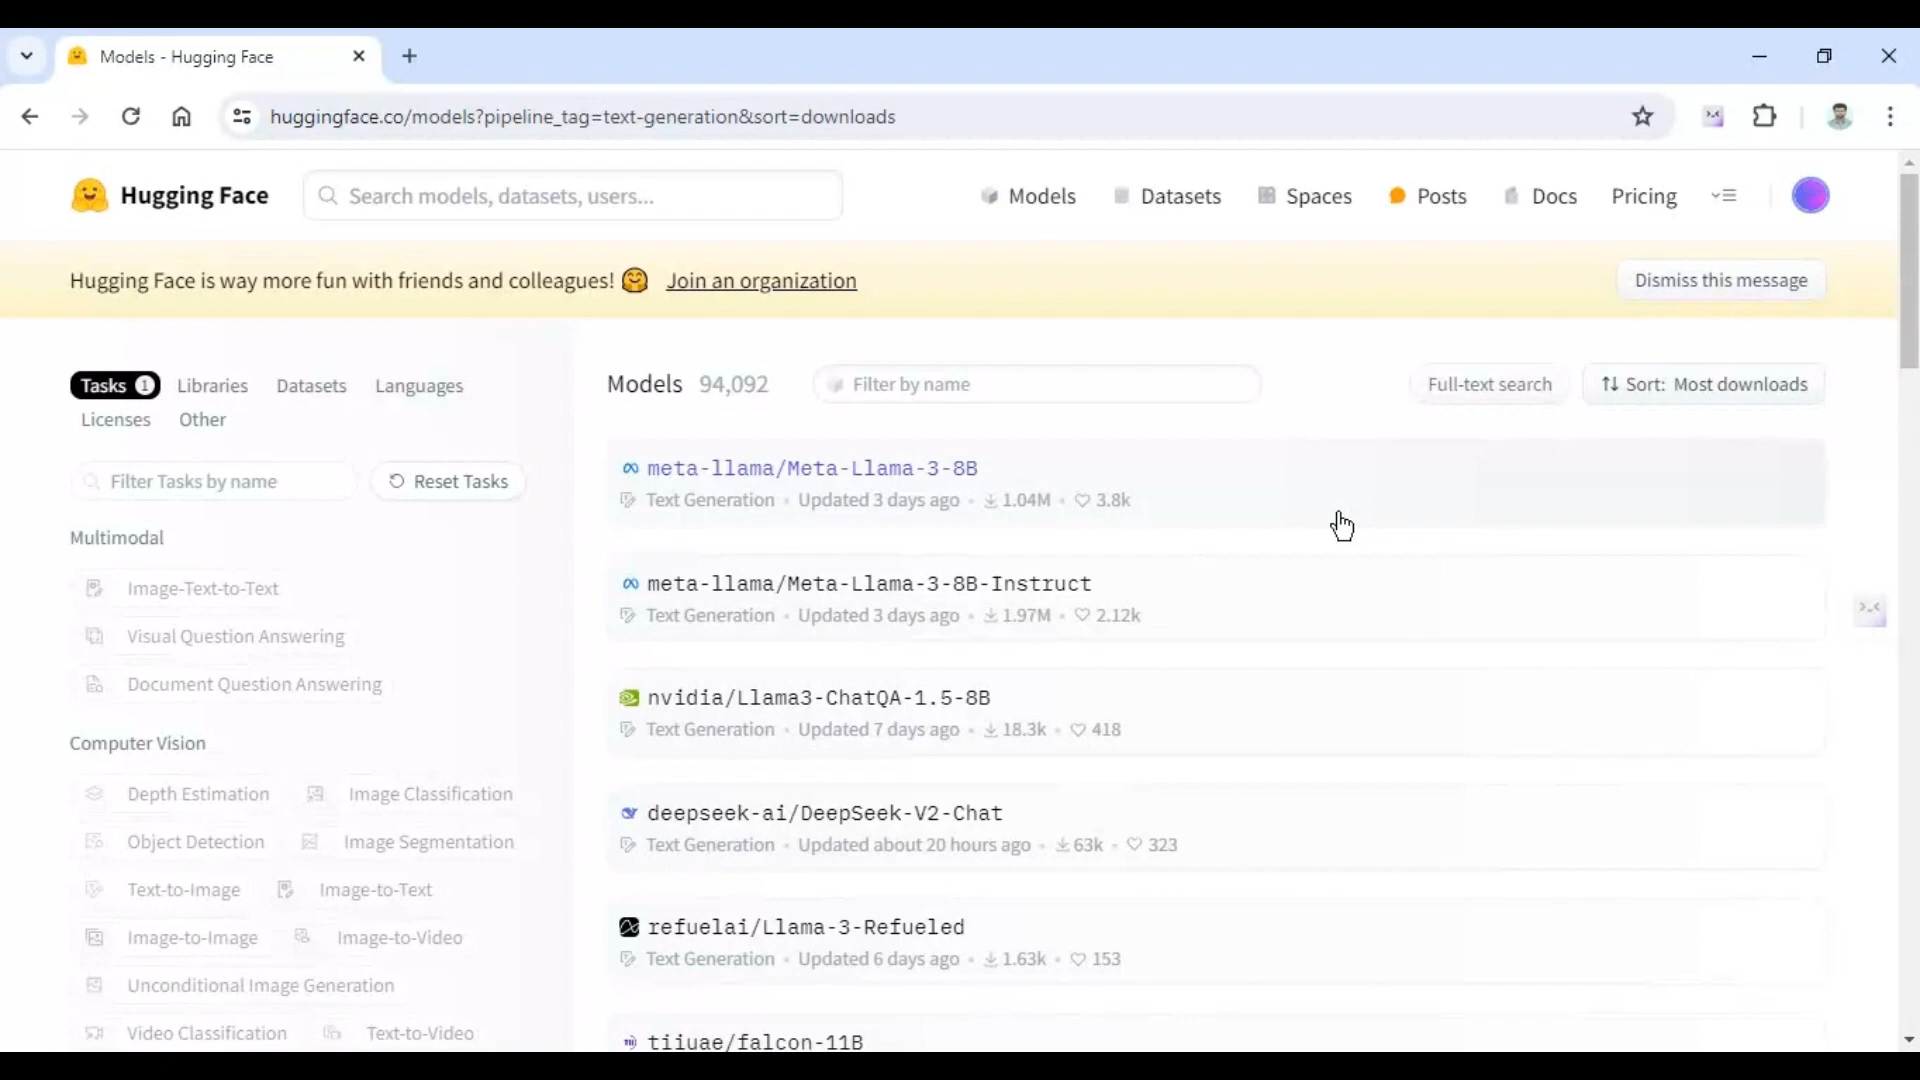 Models - Hugging Face
huggingface.co/models?pipeline_tag=text-generation&sort=downloads
Hugging Face
Search models, datasets, users...
Models
Datasets
Spaces
Posts
Docs
Pricing
Hugging Face is way more fun with friends and colleagues! 🤗 Join an organization
Dismiss this message
Tasks 1 Libraries Datasets Languages
Licenses Other
Filter Tasks by name
Reset Tasks
Multimodal
Image-Text-to-Text
Visual Question Answering
Document Question Answering
Computer Vision
Depth Estimation Image Classification
Object Detection Image Segmentation
Text-to-Image Image-to-Text
Image-to-Image Image-to-Video
Unconditional Image Generation
Video Classification Text-to-Video
Models 94,092
Filter by name
Full-text search
Sort: Most downloads
meta-llama/Meta-Llama-3-8B
Text Generation • Updated 3 days ago • 1.04M • 3.8k
meta-llama/Meta-Llama-3-8B-Instruct
Text Generation • Updated 3 days ago • 1.97M • 2.12k
nvidia/Llama3-ChatQA-1.5-8B
Text Generation • Updated 7 days ago • 18.3k • 418
deepseek-ai/DeepSeek-V2-Chat
Text Generation • Updated about 20 hours ago • 63k • 323
refuelai/Llama-3-Refueled
Text Generation • Updated 6 days ago • 1.63k • 153
tiiuae/falcon-11B